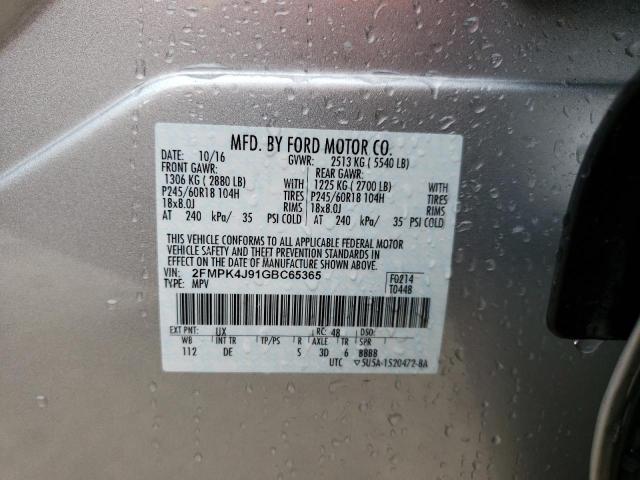 MFD. BY FORD MOTOR CO.
DATE: 10/16 GVWR: 2513 KG ( 5540 LB)
FRONT GAWR: REAR GAWR:
1306 KG ( 2880 LB) WITH 1225 KG ( 2700 LB) WITH
P245/60R18 104H TIRES P245/60R18 104H TIRES
18x8.0J RIMS 18x8.0J RIMS
AT 240 kPa/ 35 PSI COLD AT 240 kPa/ 35 PSI COLD
THIS VEHICLE CONFORMS TO ALL APPLICABLE FEDERAL MOTOR
VEHICLE SAFETY AND THEFT PREVENTION STANDARDS IN
EFFECT ON THE DATE OF MANUFACTURE SHOWN ABOVE.
VIN: 2FMPK4J91GBC65365 F0214
TYPE: MPV T0448
EXT PNT: UX RC: 48 DSO:
WB INT TR TP/PS R AXLE TR SPR
112 DE S 3D 6 BBBB
UTC ▽5U5A-1520472-BA